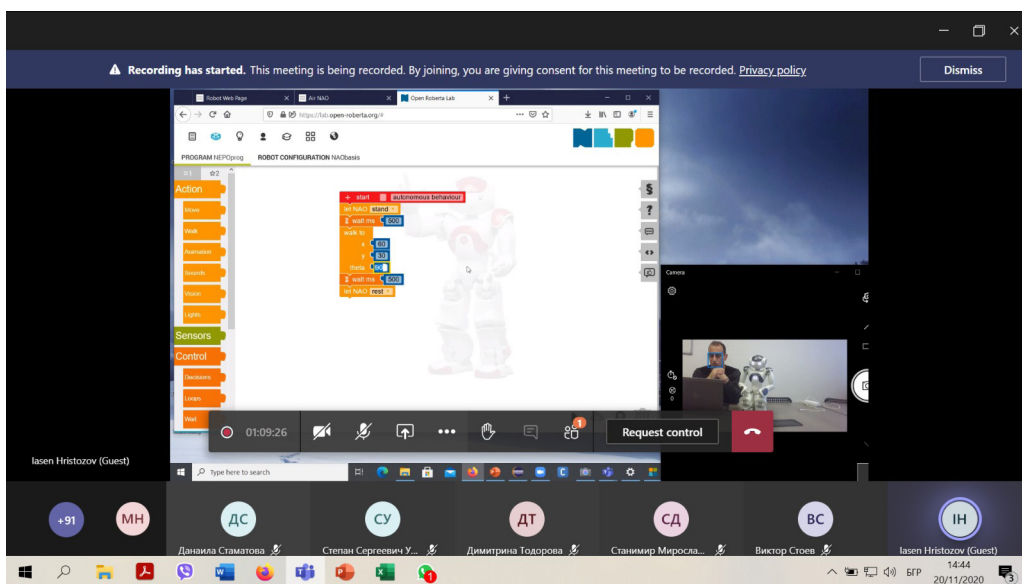 Recording has started. This meeting is being recorded. By joining, you are giving consent for this meeting to be recorded. Privacy policy
Dismiss
Robot Web Page
Air NAO
Open Roberta Lab
https://lab.open-roberta.org/#
PROGRAM NEPOprog
ROBOT CONFIGURATION NAObasis
Action
Move
Walk
Animation
Sounds
Vision
Lights
Sensors
Control
Decisions
Loops
Wait
+ start autonomous behaviour
let NAO stand
wait ms 500
walk to
x 60
y 30
theta
wait ms 500
let NAO rest
Camera
01:09:26
1
Request control
Iasen Hristozov (Guest)
Type here to search
+91
МН
ДС
СУ
ДТ
СД
ВС
IH
Данаила Стаматова
Степан Сергеевич У...
Димитрина Тодорова
Станимир Миросла...
Виктор Стоев
Iasen Hristozov (Guest)
БГР
14:44
20/11/2020
3